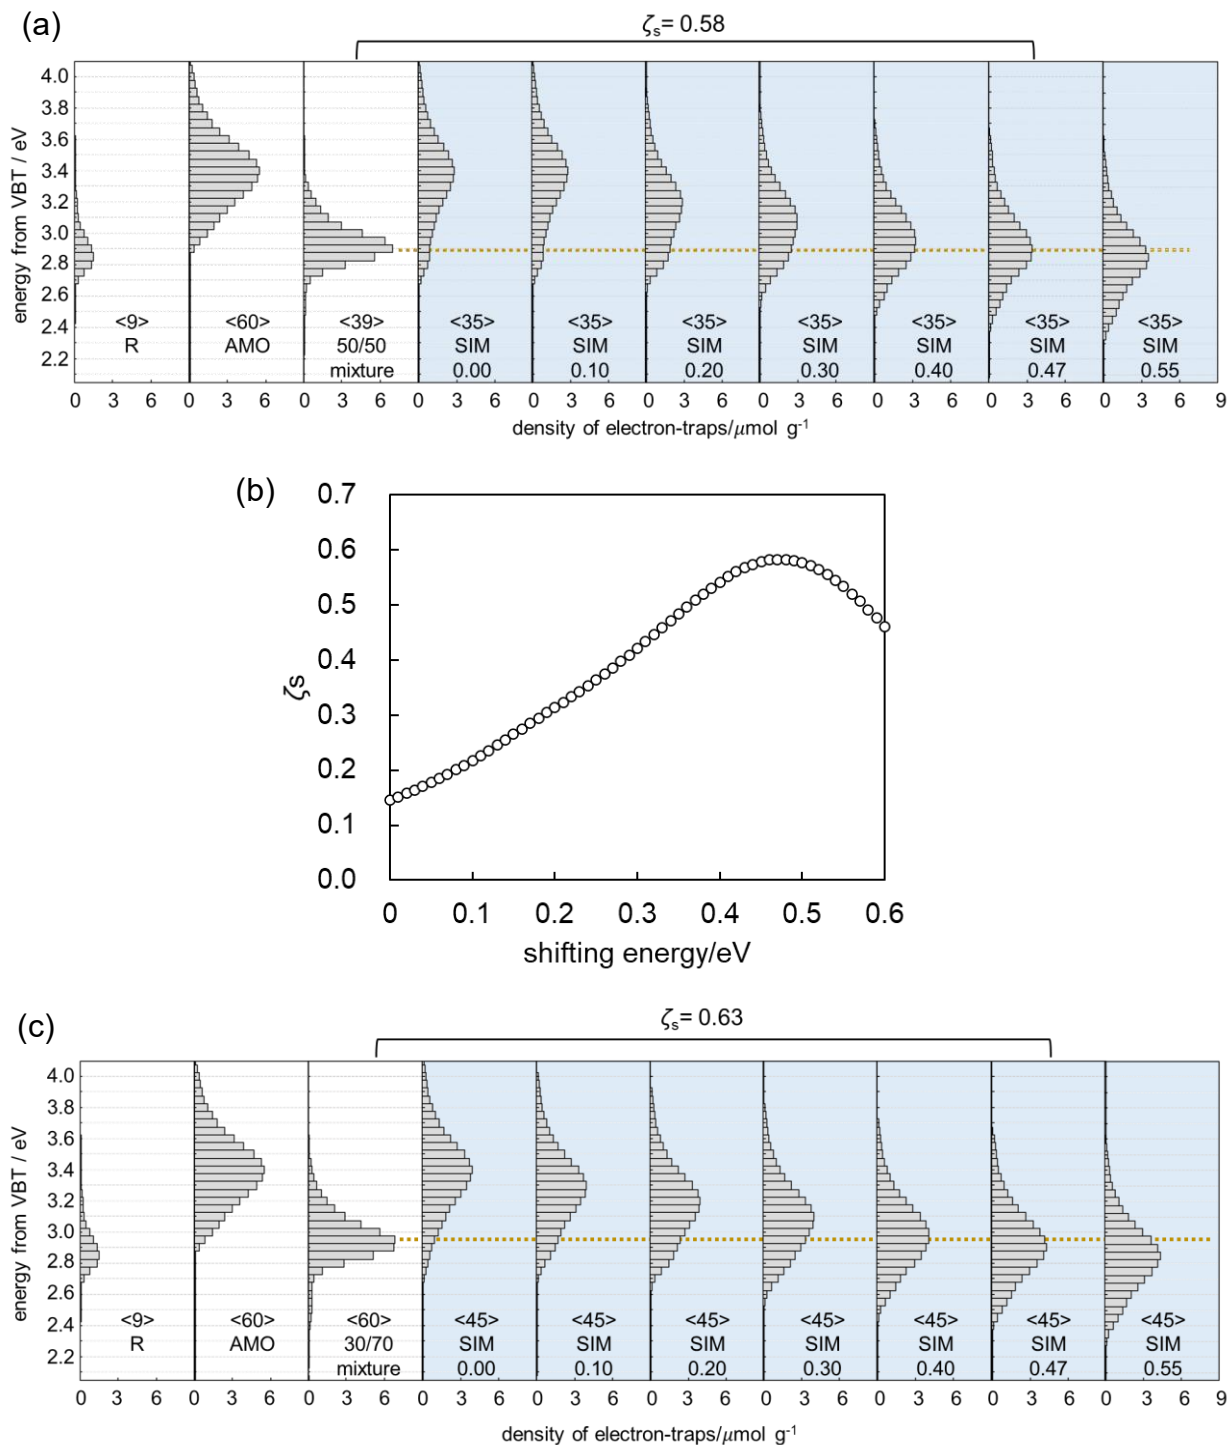 (a)
ζs= 0.58
energy from VBT / eV
4.0
3.8
3.6
3.4
3.2
3.0
2.8
2.6
2.4
2.2
<9> <60> <39> <35> <35> <35> <35> <35> <35> <35>
R AMO 50/50 SIM SIM SIM SIM SIM SIM SIM
mixture 0.00 0.10 0.20 0.30 0.40 0.47 0.55
0 3 6 0 3 6 0 3 6 0 3 6 0 3 6 0 3 6 0 3 6 0 3 6 0 3 6 0 3 6 9
density of electron-traps/μmol g-1
(b)
ζs
0.7
0.6
0.5
0.4
0.3
0.2
0.1
0.0
0 0.1 0.2 0.3 0.4 0.5 0.6
shifting energy/eV
(c)
ζs= 0.63
energy from VBT / eV
4.0
3.8
3.6
3.4
3.2
3.0
2.8
2.6
2.4
2.2
<9> <60> <60> <45> <45> <45> <45> <45> <45> <45>
R AMO 30/70 SIM SIM SIM SIM SIM SIM SIM
mixture 0.00 0.10 0.20 0.30 0.40 0.47 0.55
0 3 6 0 3 6 0 3 6 0 3 6 0 3 6 0 3 6 0 3 6 0 3 6 0 3 6 0 3 6 9
density of electron-traps/μmol g-1